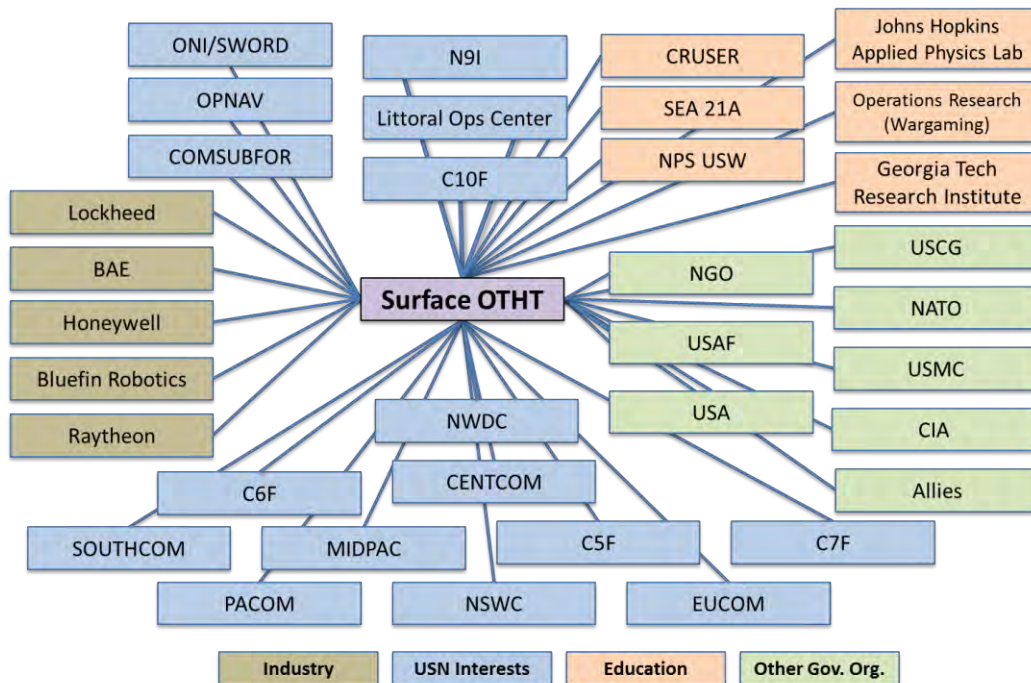 ONI/SWORD
OPNAV
COMSUBFOR
N9I
Littoral Ops Center
C10F
CRUSER
SEA 21A
NPS USW
Johns Hopkins
Applied Physics Lab
Operations Research
(Wargaming)
Georgia Tech
Research Institute
Lockheed
BAE
Honeywell
Bluefin Robotics
Raytheon
Surface OTHT
NGO
USAF
USA
USCG
NATO
USMC
CIA
Allies
NWDC
C6F
CENTCOM
SOUTHCOM
MIDPAC
C5F
C7F
PACOM
NSWC
EUCOM
Industry
USN Interests
Education
Other Gov. Org.